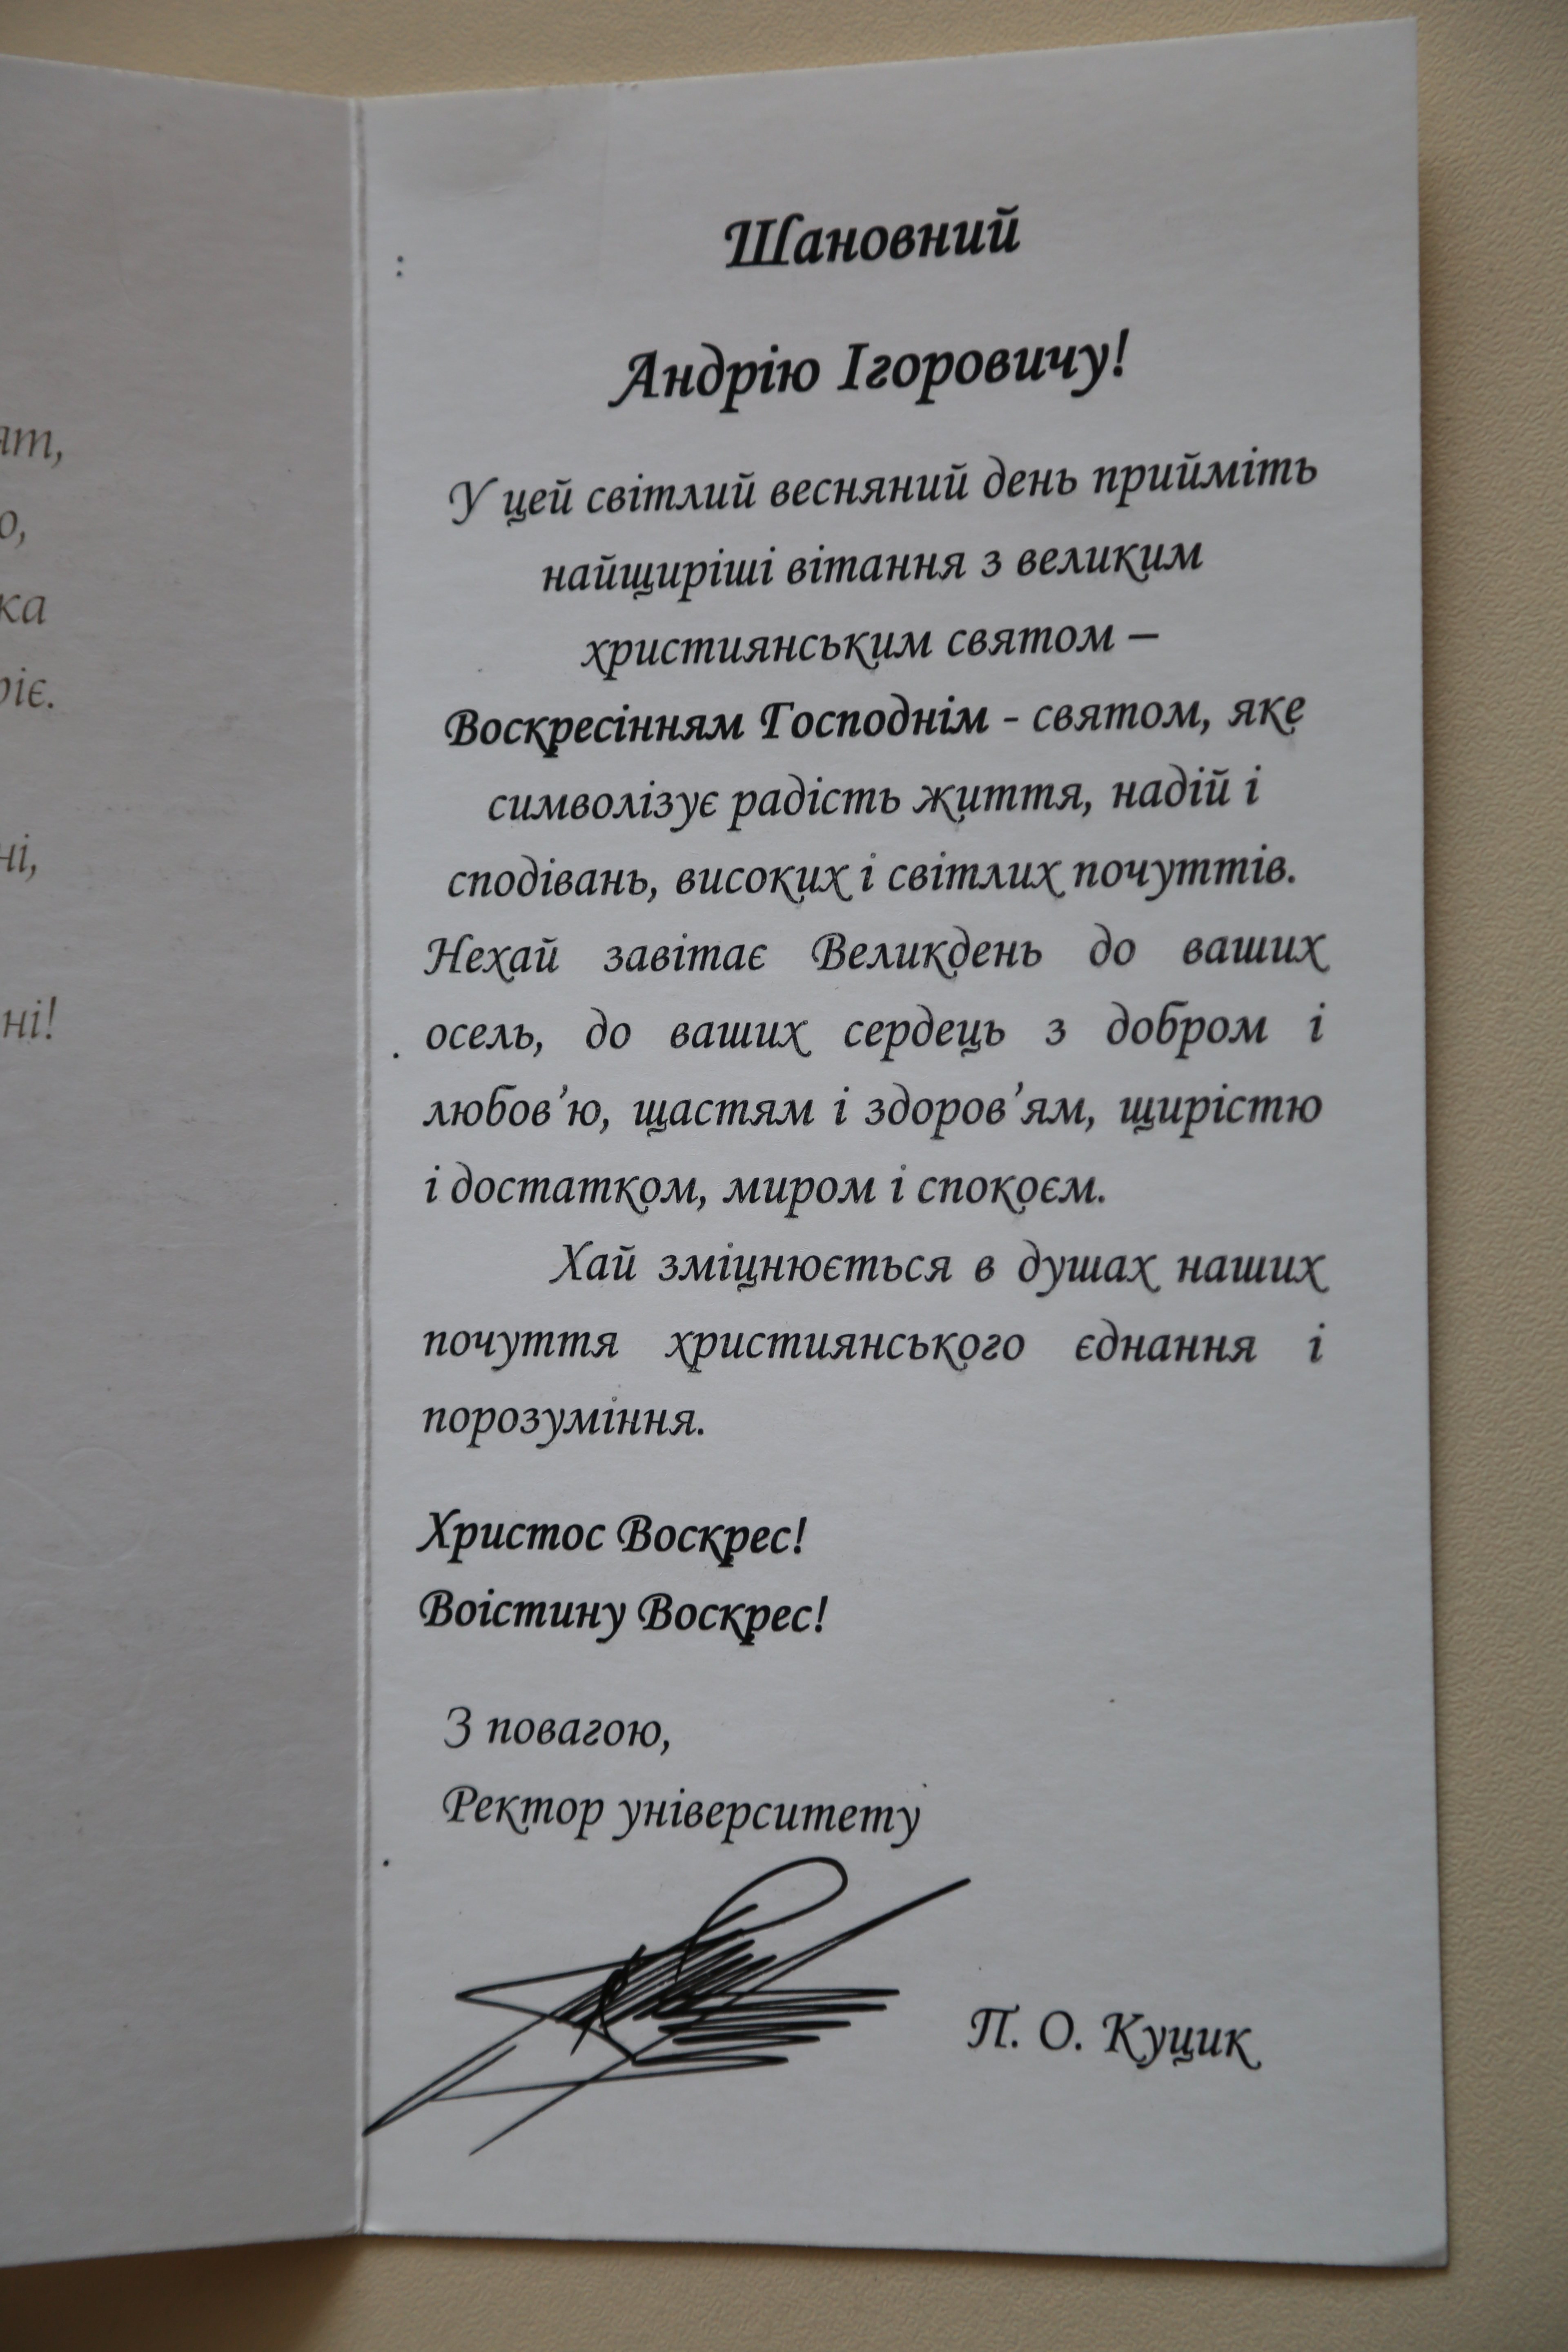 Шановний
Андрію Ігоровичу!
У цей світлий весняний день прийміть
найщиріші вітання з великим
християнським святом –
Воскресінням Господнім - святом, яке
символізує радість життя, надій і
сподівань, високих і світлих почуттів.
Нехай завітає Великдень до ваших
осель, до ваших сердець з добром і
любов’ю, щастям і здоров’ям, щирістю
і достатком, миром і спокоєм.
Хай зміцнюється в душах наших
почуття християнського єднання і
порозуміння.
Христос Воскрес!
Воістину Воскрес!
З повагою,
Ректор університету
П. О. Куцик